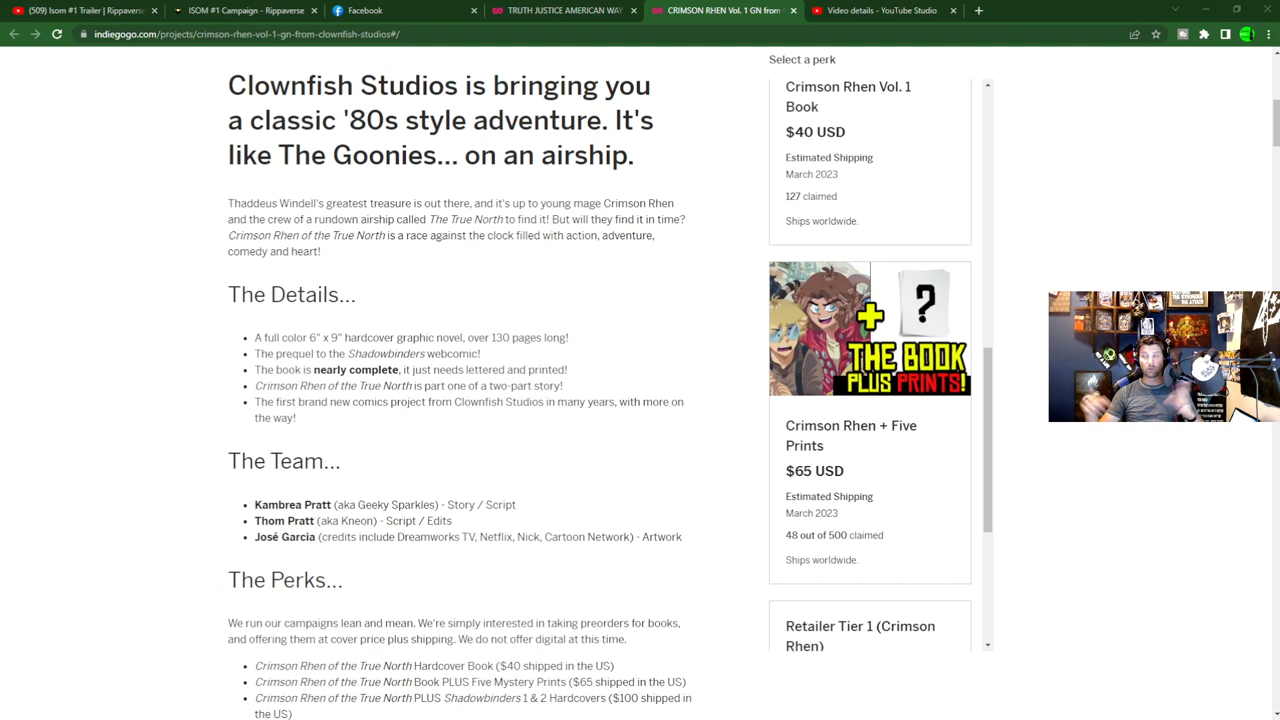 (509) Isom #1 Trailer | Rippaverse
ISOM #1 Campaign - Rippaverse
Facebook
TRUTH JUSTICE AMERICAN WAY
CRIMSON RHEN Vol. 1 GN from
Video details - YouTube Studio
indiegogo.com/projects/crimson-rhen-vol-1-gn-from-clownfish-studios#/
Clownfish Studios is bringing you
a classic '80s style adventure. It's
like The Goonies... on an airship.
Thaddeus Windell's greatest treasure is out there, and it's up to young mage Crimson Rhen
and the crew of a rundown airship called The True North to find it! But will they find it in time?
Crimson Rhen of the True North is a race against the clock filled with action, adventure,
comedy and heart!
The Details...
• A full color 6" x 9" hardcover graphic novel, over 130 pages long!
• The prequel to the Shadowbinders webcomic!
• The book is nearly complete, it just needs lettered and printed!
• Crimson Rhen of the True North is part one of a two-part story!
• The first brand new comics project from Clownfish Studios in many years, with more on
the way!
The Team...
• Kambrea Pratt (aka Geeky Sparkles) - Story / Script
• Thom Pratt (aka Kneon) - Script / Edits
• José Garcia (credits include Dreamworks TV, Netflix, Nick, Cartoon Network) - Artwork
The Perks...
We run our campaigns lean and mean. We're simply interested in taking preorders for books,
and offering them at cover price plus shipping. We do not offer digital at this time.
• Crimson Rhen of the True North Hardcover Book ($40 shipped in the US)
• Crimson Rhen of the True North Book PLUS Five Mystery Prints ($65 shipped in the US)
• Crimson Rhen of the True North PLUS Shadowbinders 1 & 2 Hardcovers ($100 shipped in
the US)
Select a perk
Crimson Rhen Vol. 1
Book
$40 USD
Estimated Shipping
March 2023
127 claimed
Ships worldwide.
?
THE BOOK
PLUS PRINTS!
Crimson Rhen + Five
Prints
$65 USD
Estimated Shipping
March 2023
48 out of 500 claimed
Ships worldwide.
Retailer Tier 1 (Crimson
Rhen)